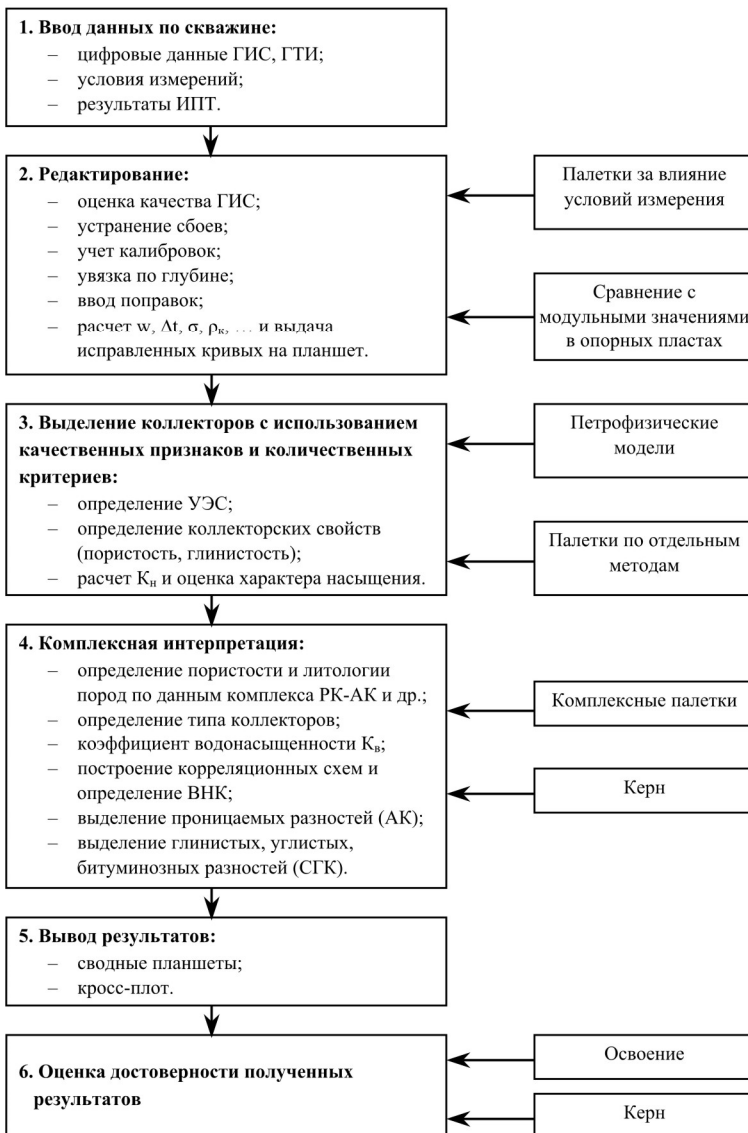 1. Ввод данных по скважине:
– цифровые данные ГИС, ГТИ;
– условия измерений;
– результаты ИПТ.
2. Редактирование:
– оценка качества ГИС;
– устранение сбоев;
– учет калибровок;
– увязка по глубине;
– ввод поправок;
– расчет w, Δt, σ, ρк, … и выдача
исправленных кривых на планшет.
Палетки за влияние
условий измерения
Сравнение с
модульными значениями
в опорных пластах
3. Выделение коллекторов с использованием
качественных признаков и количественных
критериев:
– определение УЭС;
– определение коллекторских свойств
(пористость, глинистость);
– расчет Кн и оценка характера насыщения.
Петрофизические
модели
Палетки по отдельным
методам
4. Комплексная интерпретация:
– определение пористости и литологии
пород по данным комплекса РК-АК и др.;
– определение типа коллекторов;
– коэффициент водонасыщенности Кв;
– построение корреляционных схем и
определение ВНК;
– выделение проницаемых разностей (АК);
– выделение глинистых, углистых,
битуминозных разностей (СГК).
Комплексные палетки
Керн
5. Вывод результатов:
– сводные планшеты;
– кросс-плот.
6. Оценка достоверности полученных
результатов
Освоение
Керн